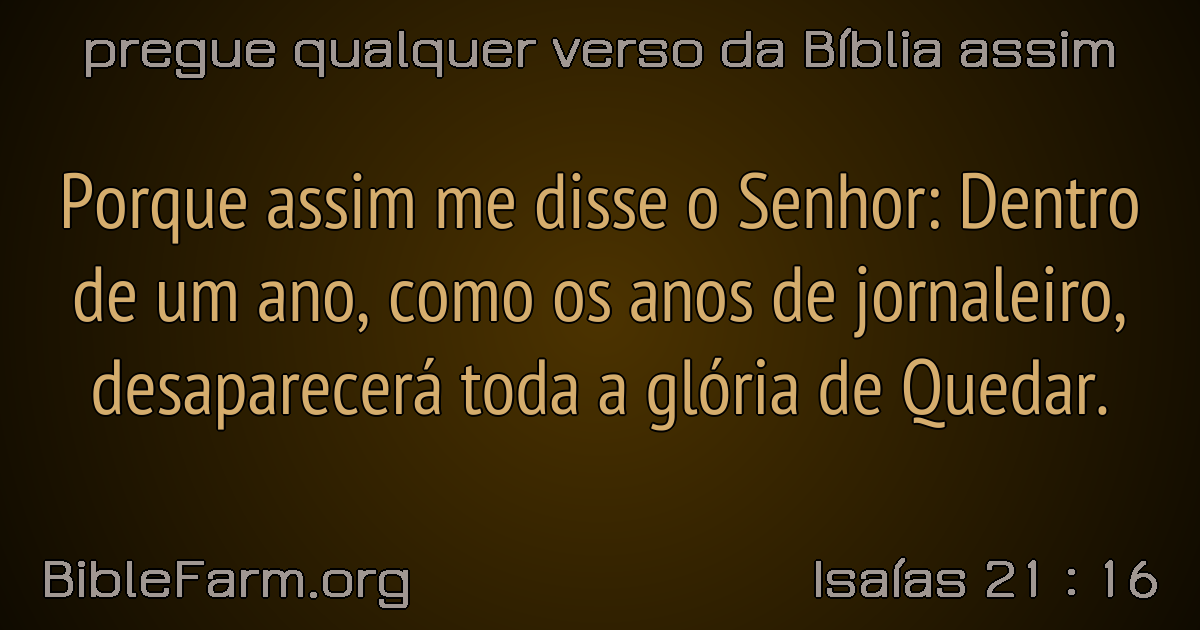 pregue qualquer verso da Bíblia assim
Porque assim me disse o Senhor: Dentro
de um ano, como os anos de jornaleiro,
desaparecerá toda a glória de Quedar.
BibleFarm.org
Isaías 21 : 16